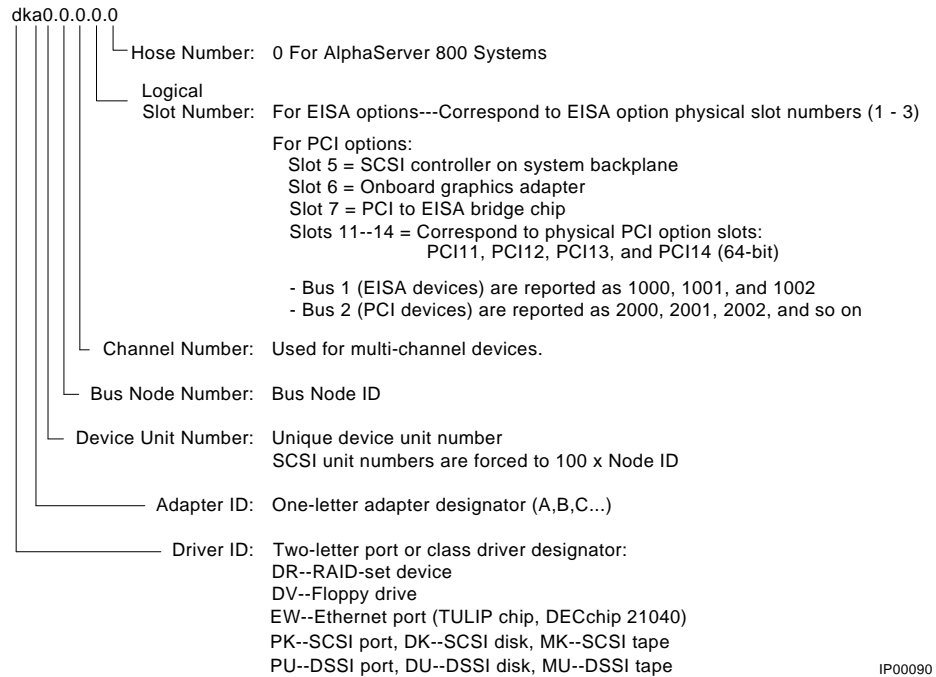 dka0.0.0.0.0
Hose Number: 0 For AlphaServer 800 Systems
Logical
Slot Number: For EISA options---Correspond to EISA option physical slot numbers (1 - 3)
For PCI options:
Slot 5 = SCSI controller on system backplane
Slot 6 = Onboard graphics adapter
Slot 7 = PCI to EISA bridge chip
Slots 11--14 = Correspond to physical PCI option slots:
PCI11, PCI12, PCI13, and PCI14 (64-bit)
- Bus 1 (EISA devices) are reported as 1000, 1001, and 1002
- Bus 2 (PCI devices) are reported as 2000, 2001, 2002, and so on
Channel Number: Used for multi-channel devices.
Bus Node Number: Bus Node ID
Device Unit Number: Unique device unit number
SCSI unit numbers are forced to 100 x Node ID
Adapter ID: One-letter adapter designator (A,B,C...)
Driver ID: Two-letter port or class driver designator:
DR--RAID-set device
DV--Floppy drive
EW--Ethernet port (TULIP chip, DECchip 21040)
PK--SCSI port, DK--SCSI disk, MK--SCSI tape
PU--DSSI port, DU--DSSI disk, MU--DSSI tape
IP00090